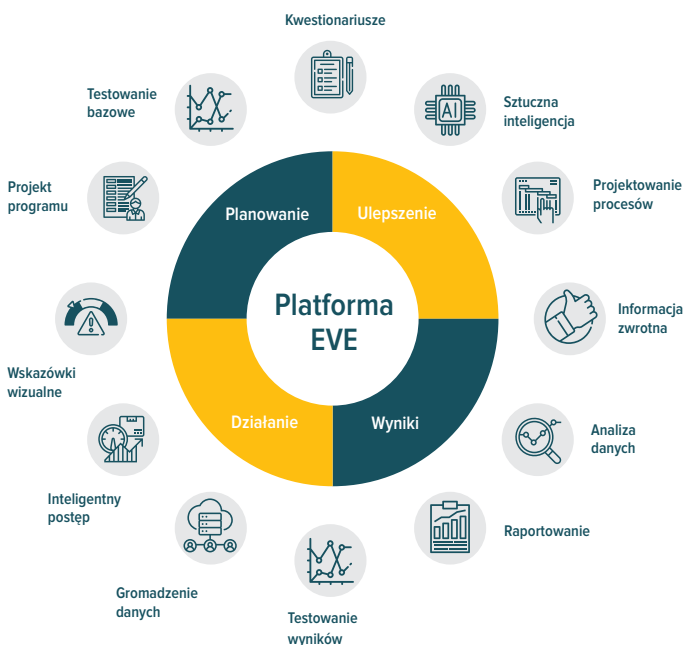 Kwestionariusze
Testowanie
bazowe
Sztuczna
inteligencja
AI
Projekt
programu
Projektowanie
procesów
Planowanie
Ulepszenie
Platforma
EVE
Informacja
zwrotna
Wskazówki
wizualne
Działanie
Wyniki
Analiza
danych
Inteligentny
postęp
Raportowanie
Gromadzenie
danych
Testowanie
wyników